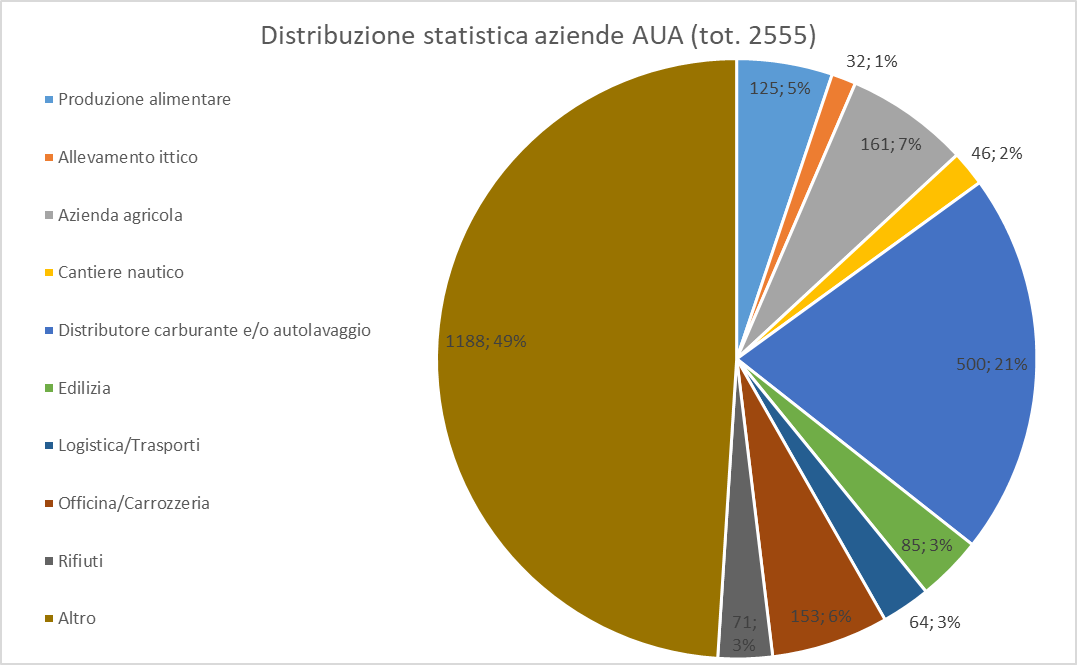 Distribuzione statistica aziende AUA (tot. 2555)
Produzione alimentare
Allevamento ittico
Azienda agricola
Cantiere nautico
Distributore carburante e/o autolavaggio
Edilizia
Logistica/Trasporti
Officina/Carrozzeria
Rifiuti
Altro
125; 5%
32; 1%
161; 7%
46; 2%
500; 21%
85; 3%
64; 3%
153; 6%
71;
3%
1188; 49%